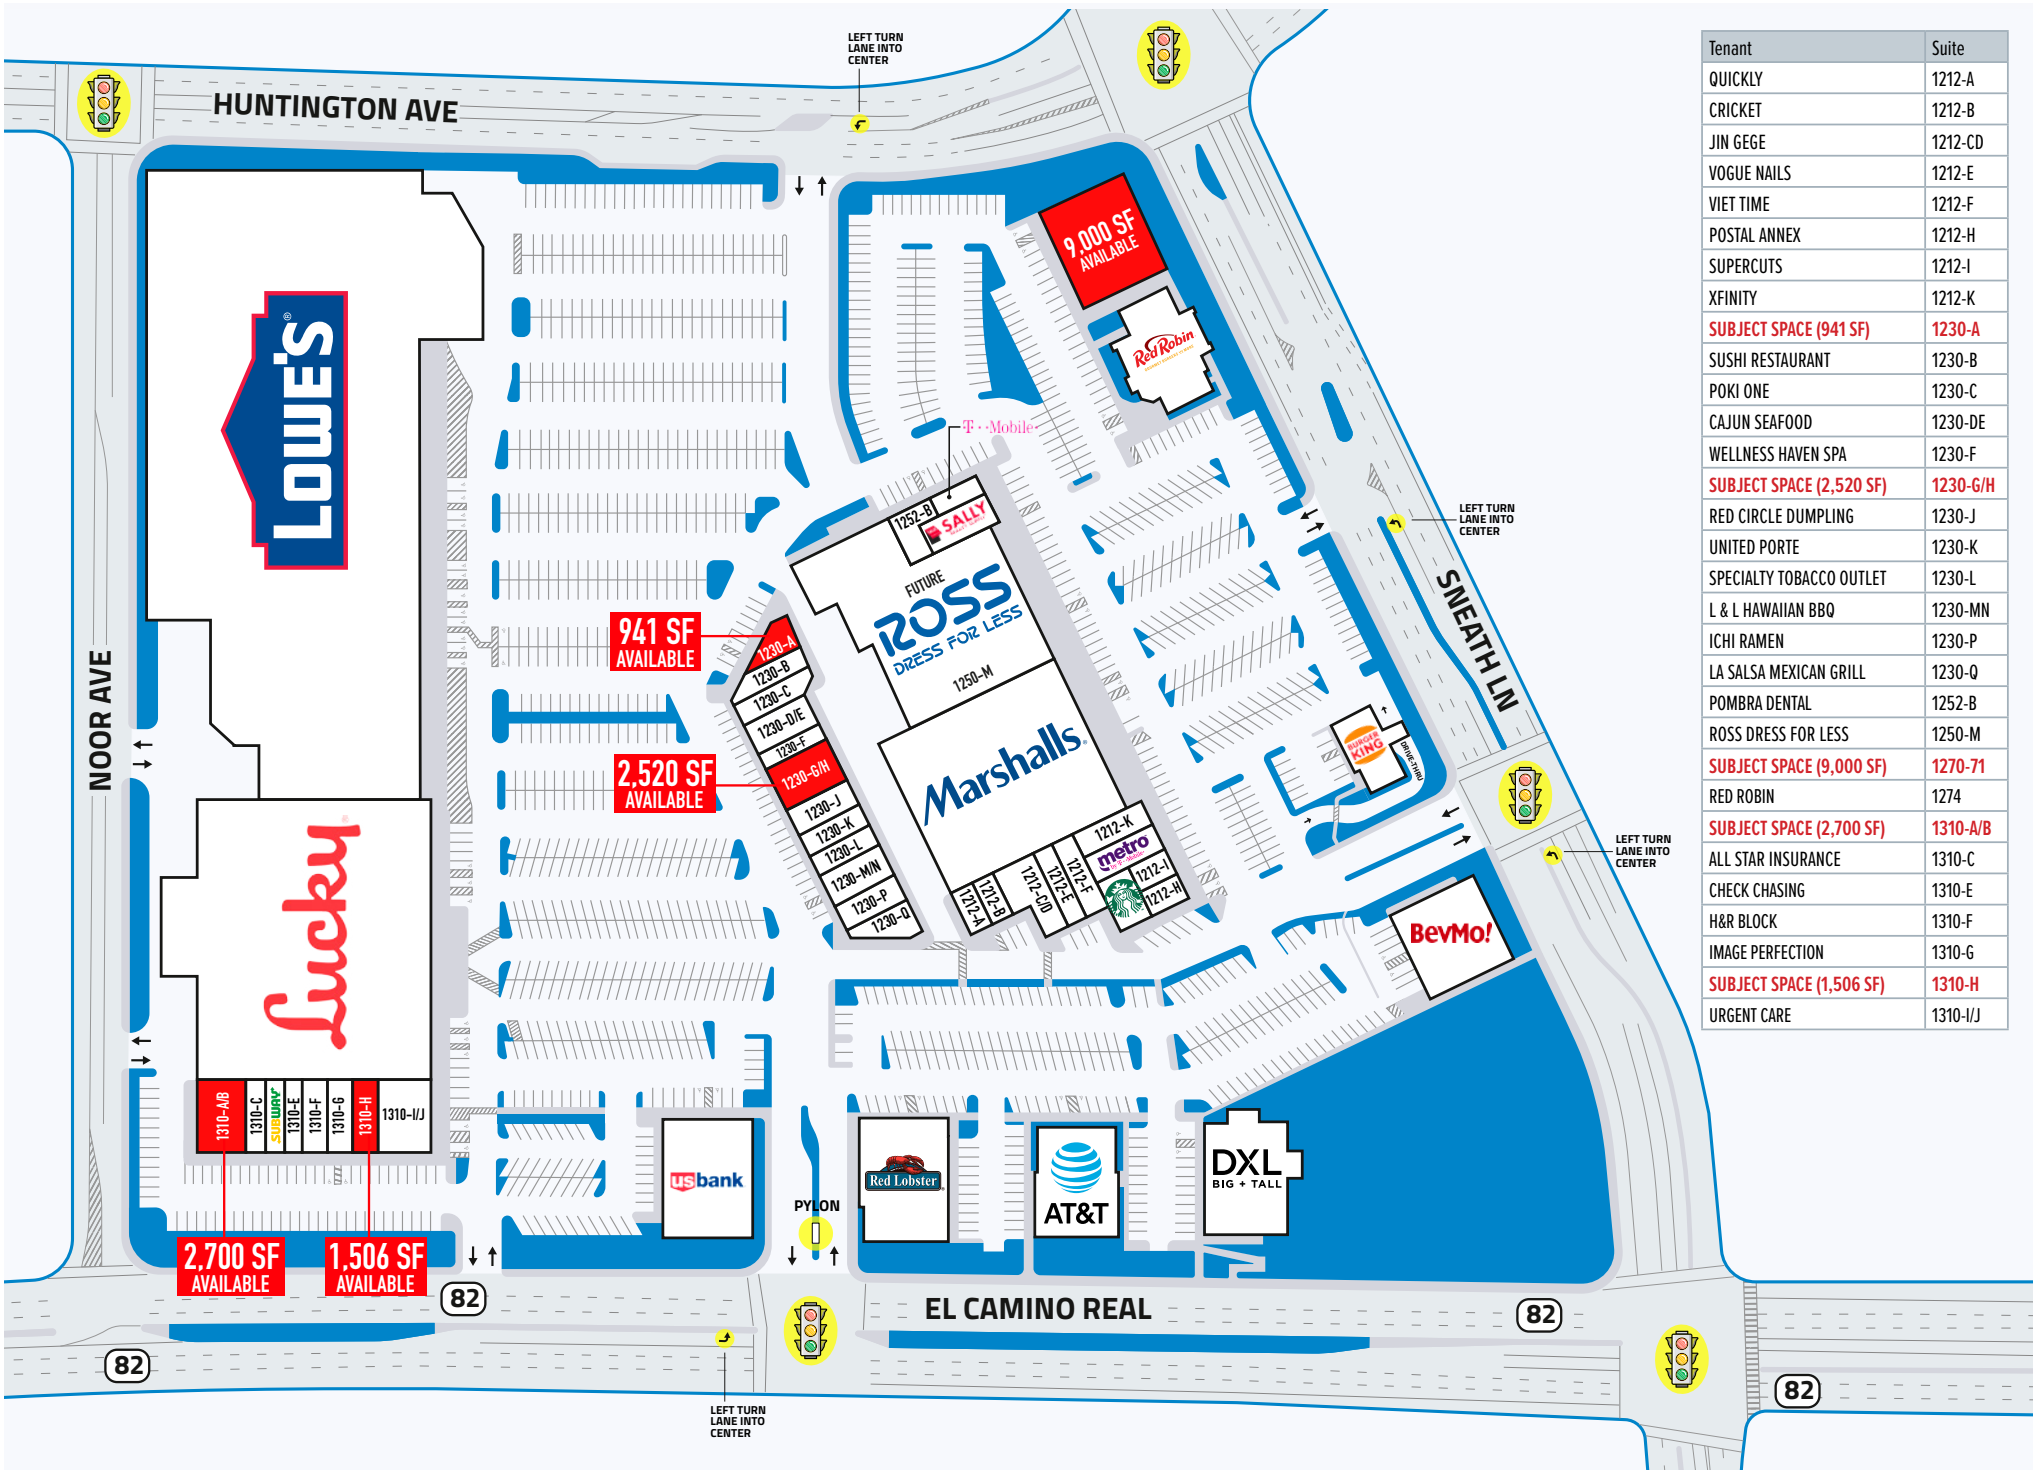 LEFT TURN
LANE INTO
CENTER
HUNTINGTON AVE
9,000 SF
AVAILABLE
Red Robin
LOWE'S
T··Mobile·
1252-B
SALLY
FUTURE
ROSS
DRESS FOR LESS
1250-M
Marshalls
941 SF
AVAILABLE
1230-A
1230-B
1230-C
1230-D/E
1230-F
1230-G/H
2,520 SF
AVAILABLE
1230-J
1230-K
1230-L
1230-M/N
1230-P
1230-Q
1212-A
1212-B
1212-C/D
1212-E
1212-F
1212-K
metro
1212-I
1212-H
LEFT TURN
LANE INTO
CENTER
SNEATH LN
BURGER
KING
DRIVE-THRU
LEFT TURN
LANE INTO
CENTER
BevMo!
NOOR AVE
Lucky
1310-A/B
1310-C
SUBWAY
1310-E
1310-F
1310-G
1310-H
1310-I/J
2,700 SF
AVAILABLE
1,506 SF
AVAILABLE
usbank
PYLON
Red Lobster
AT&T
DXL
BIG + TALL
82
EL CAMINO REAL
82
82
82
LEFT TURN
LANE INTO
CENTER
Tenant Suite
QUICKLY 1212-A
CRICKET 1212-B
JIN GEGE 1212-CD
VOGUE NAILS 1212-E
VIET TIME 1212-F
POSTAL ANNEX 1212-H
SUPERCUTS 1212-I
XFINITY 1212-K
SUBJECT SPACE (941 SF) 1230-A
SUSHI RESTAURANT 1230-B
POKI ONE 1230-C
CAJUN SEAFOOD 1230-DE
WELLNESS HAVEN SPA 1230-F
SUBJECT SPACE (2,520 SF) 1230-G/H
RED CIRCLE DUMPLING 1230-J
UNITED PORTE 1230-K
SPECIALTY TOBACCO OUTLET 1230-L
L & L HAWAIIAN BBQ 1230-MN
ICHI RAMEN 1230-P
LA SALSA MEXICAN GRILL 1230-Q
POMBRA DENTAL 1252-B
ROSS DRESS FOR LESS 1250-M
SUBJECT SPACE (9,000 SF) 1270-71
RED ROBIN 1274
SUBJECT SPACE (2,700 SF) 1310-A/B
ALL STAR INSURANCE 1310-C
CHECK CHASING 1310-E
H&R BLOCK 1310-F
IMAGE PERFECTION 1310-G
SUBJECT SPACE (1,506 SF) 1310-H
URGENT CARE 1310-I/J